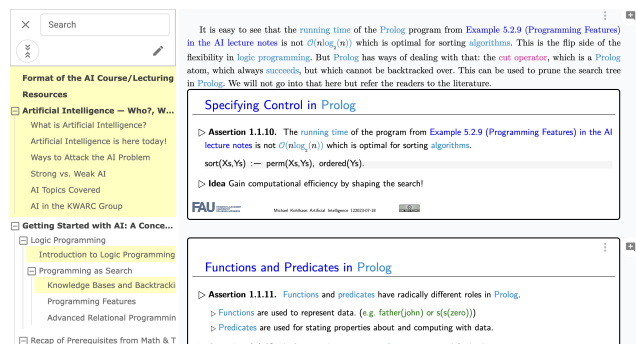 Search
Format of the AI Course/Lecturing
Resources
Artificial Intelligence — Who?, W...
What is Artificial Intelligence?
Artificial Intelligence is here today!
Ways to Attack the AI Problem
Strong vs. Weak AI
AI Topics Covered
AI in the KWARC Group
Getting Started with AI: A Conce...
Logic Programming
Introduction to Logic Programming
Programming as Search
Knowledge Bases and Backtracki
Programming Features
Advanced Relational Programmin
Recap of Prerequisites from Math & T
It is easy to see that the running time of the Prolog program from Example 5.2.9 (Programming Features)
in the AI lecture notes is not O(nlog₂(n)) which is optimal for sorting algorithms. This is the flip side of the
flexibility in logic programming. But Prolog has ways of dealing with that: the cut operator, which is a Prolog
atom, which always succeeds, but which cannot be backtracked over. This can be used to prune the search tree
in Prolog. We will not go into that here but refer the readers to the literature.
Specifying Control in Prolog
▷ Assertion 1.1.10. The running time of the program from Example 5.2.9 (Programming Features) in the AI
lecture notes is not O(nlog₂(n)) which is optimal for sorting algorithms.
sort(Xs,Ys) :− perm(Xs,Ys), ordered(Ys).
▷ Idea Gain computational efficiency by shaping the search!
FAU
Michael Kohlhase: Artificial Intelligence 1 2 2023-07-18
Functions and Predicates in Prolog
▷ Assertion 1.1.11. Functions and predicates have radically different roles in Prolog.
▷ Functions are used to represent data. (e.g. father(john) or s(s(zero)))
▷ Predicates are used for stating properties about and computing with data.